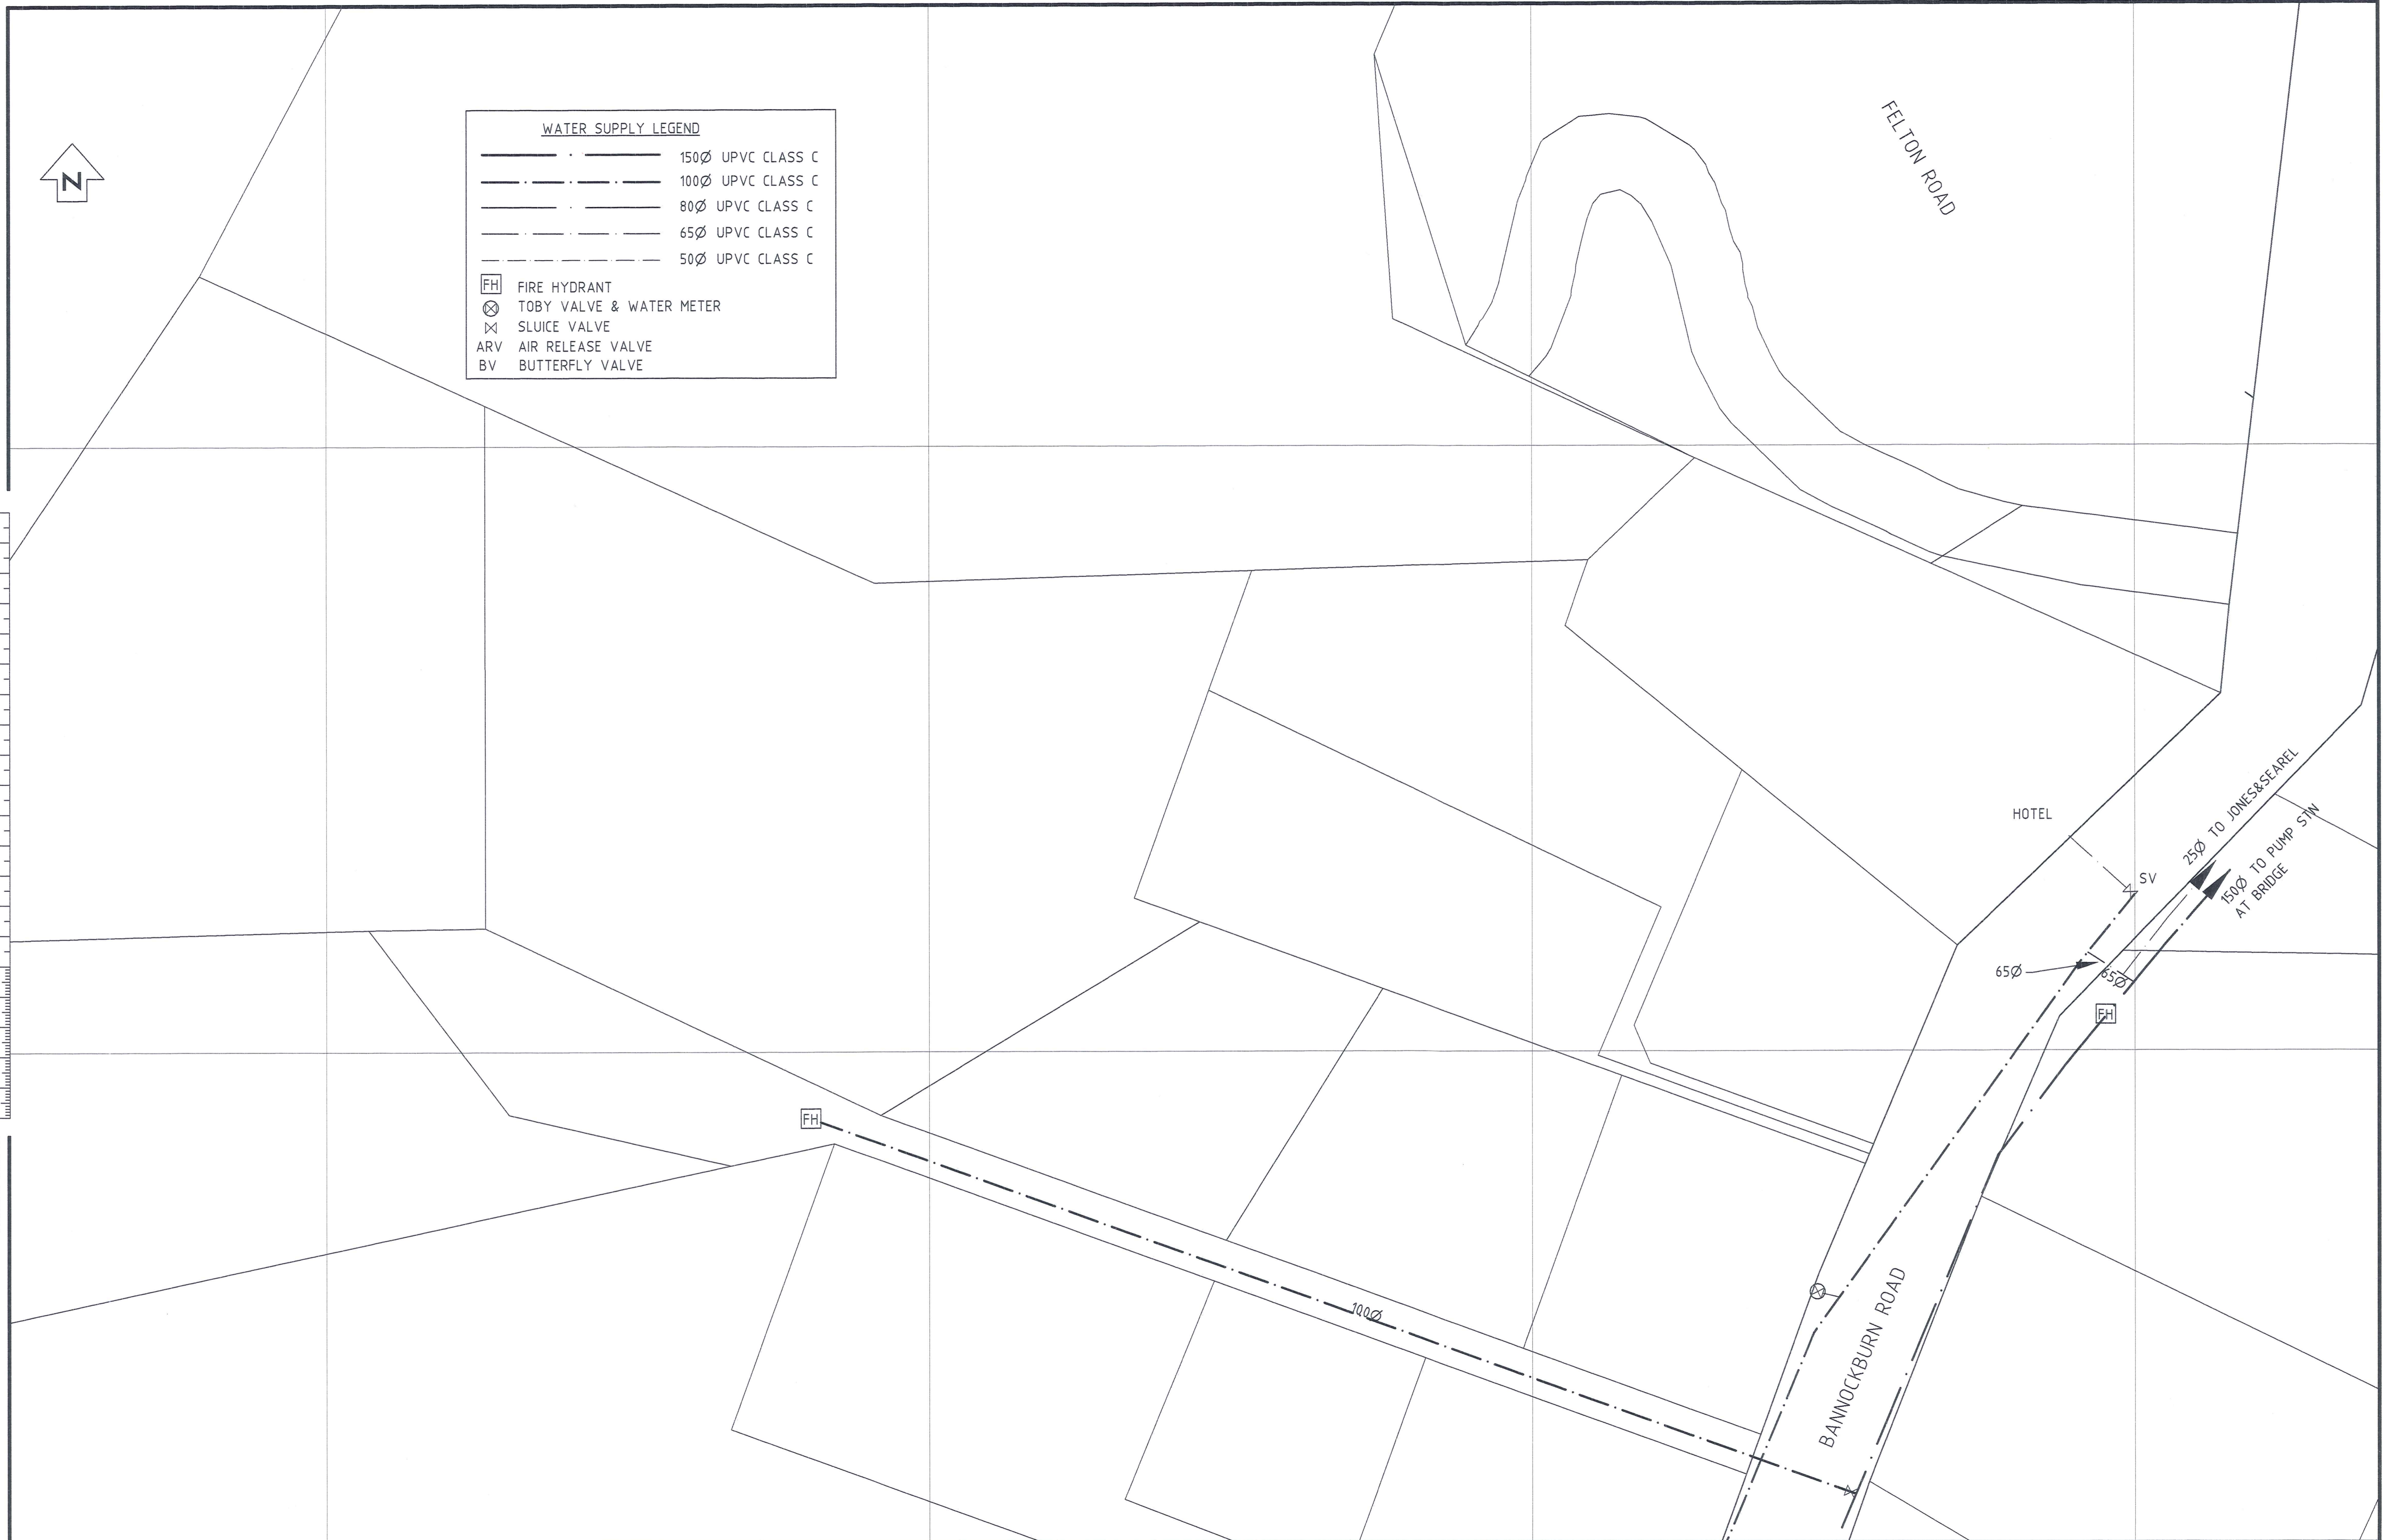 N
WATER SUPPLY LEGEND
150Ø UPVC CLASS C
100Ø UPVC CLASS C
80Ø UPVC CLASS C
65Ø UPVC CLASS C
50Ø UPVC CLASS C
FH FIRE HYDRANT
TOBY VALVE & WATER METER
SLUICE VALVE
ARV AIR RELEASE VALVE
BV BUTTERFLY VALVE
FELTON ROAD
HOTEL
SV
25Ø TO JONES&SEAREL
150Ø TO PUMP STN
AT BRIDGE
65Ø
65Ø
FH
FH
100Ø
BANNOCKBURN ROAD